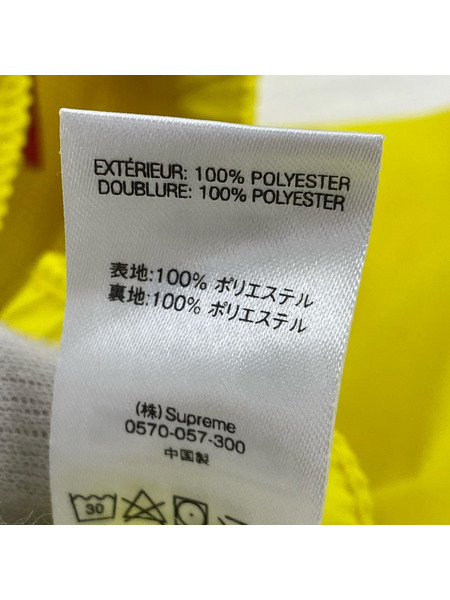 EXTÉRIEUR: 100% POLYESTER
DOUBLURE: 100% POLYESTER
表地:100% ポリエステル
裏地:100% ポリエステル
(株) Supreme
0570-057-300
中国製
30